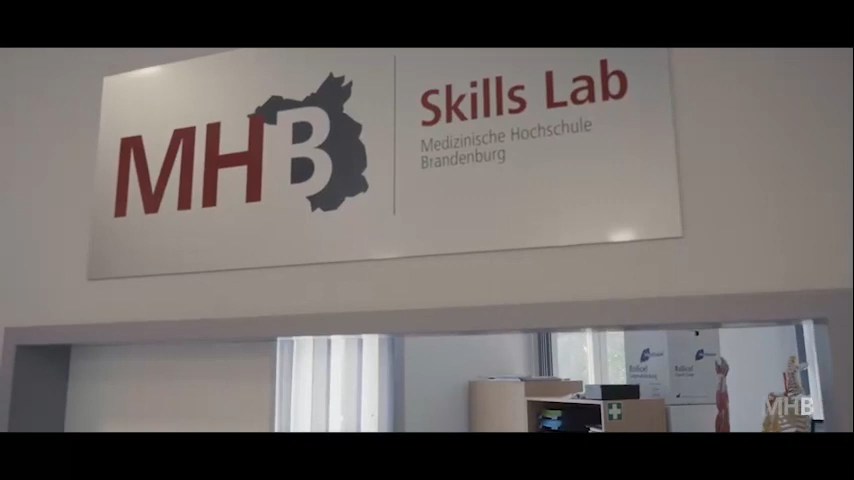 MHB
Skills Lab
Medizinische Hochschule
Brandenburg
MHB